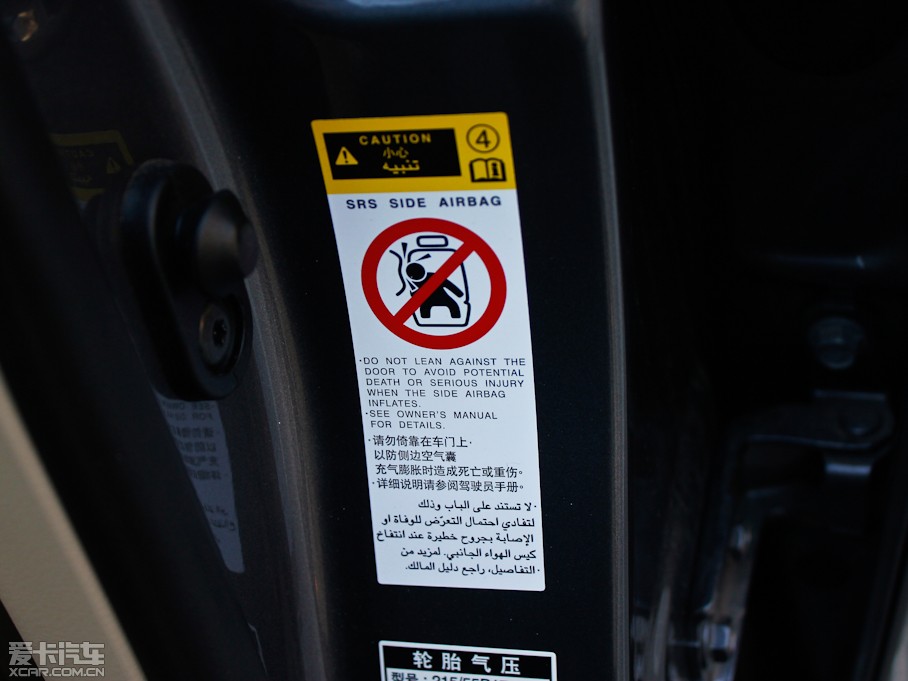 CAUTION
小心
تنبيه
4
SRS SIDE AIRBAG
·DO NOT LEAN AGAINST THE
DOOR TO AVOID POTENTIAL
DEATH OR SERIOUS INJURY
WHEN THE SIDE AIRBAG
INFLATES.
·SEE OWNER'S MANUAL
FOR DETAILS.
·请勿倚靠在车门上·
以防侧边空气囊
充气膨胀时造成死亡或重伤。
·详细说明请参阅驾驶员手册。
·لا تستند على الباب وذلك
لتفادي احتمال التعرّض للوفاة او
الإصابة بجروح خطيرة عند انتفاخ
كيس الهواء الجانبي. لمزيد من
·التفاصيل، راجع دليل المالك.
轮胎气压
型号:215/55R
爱卡汽车
XCAR.COM.CN